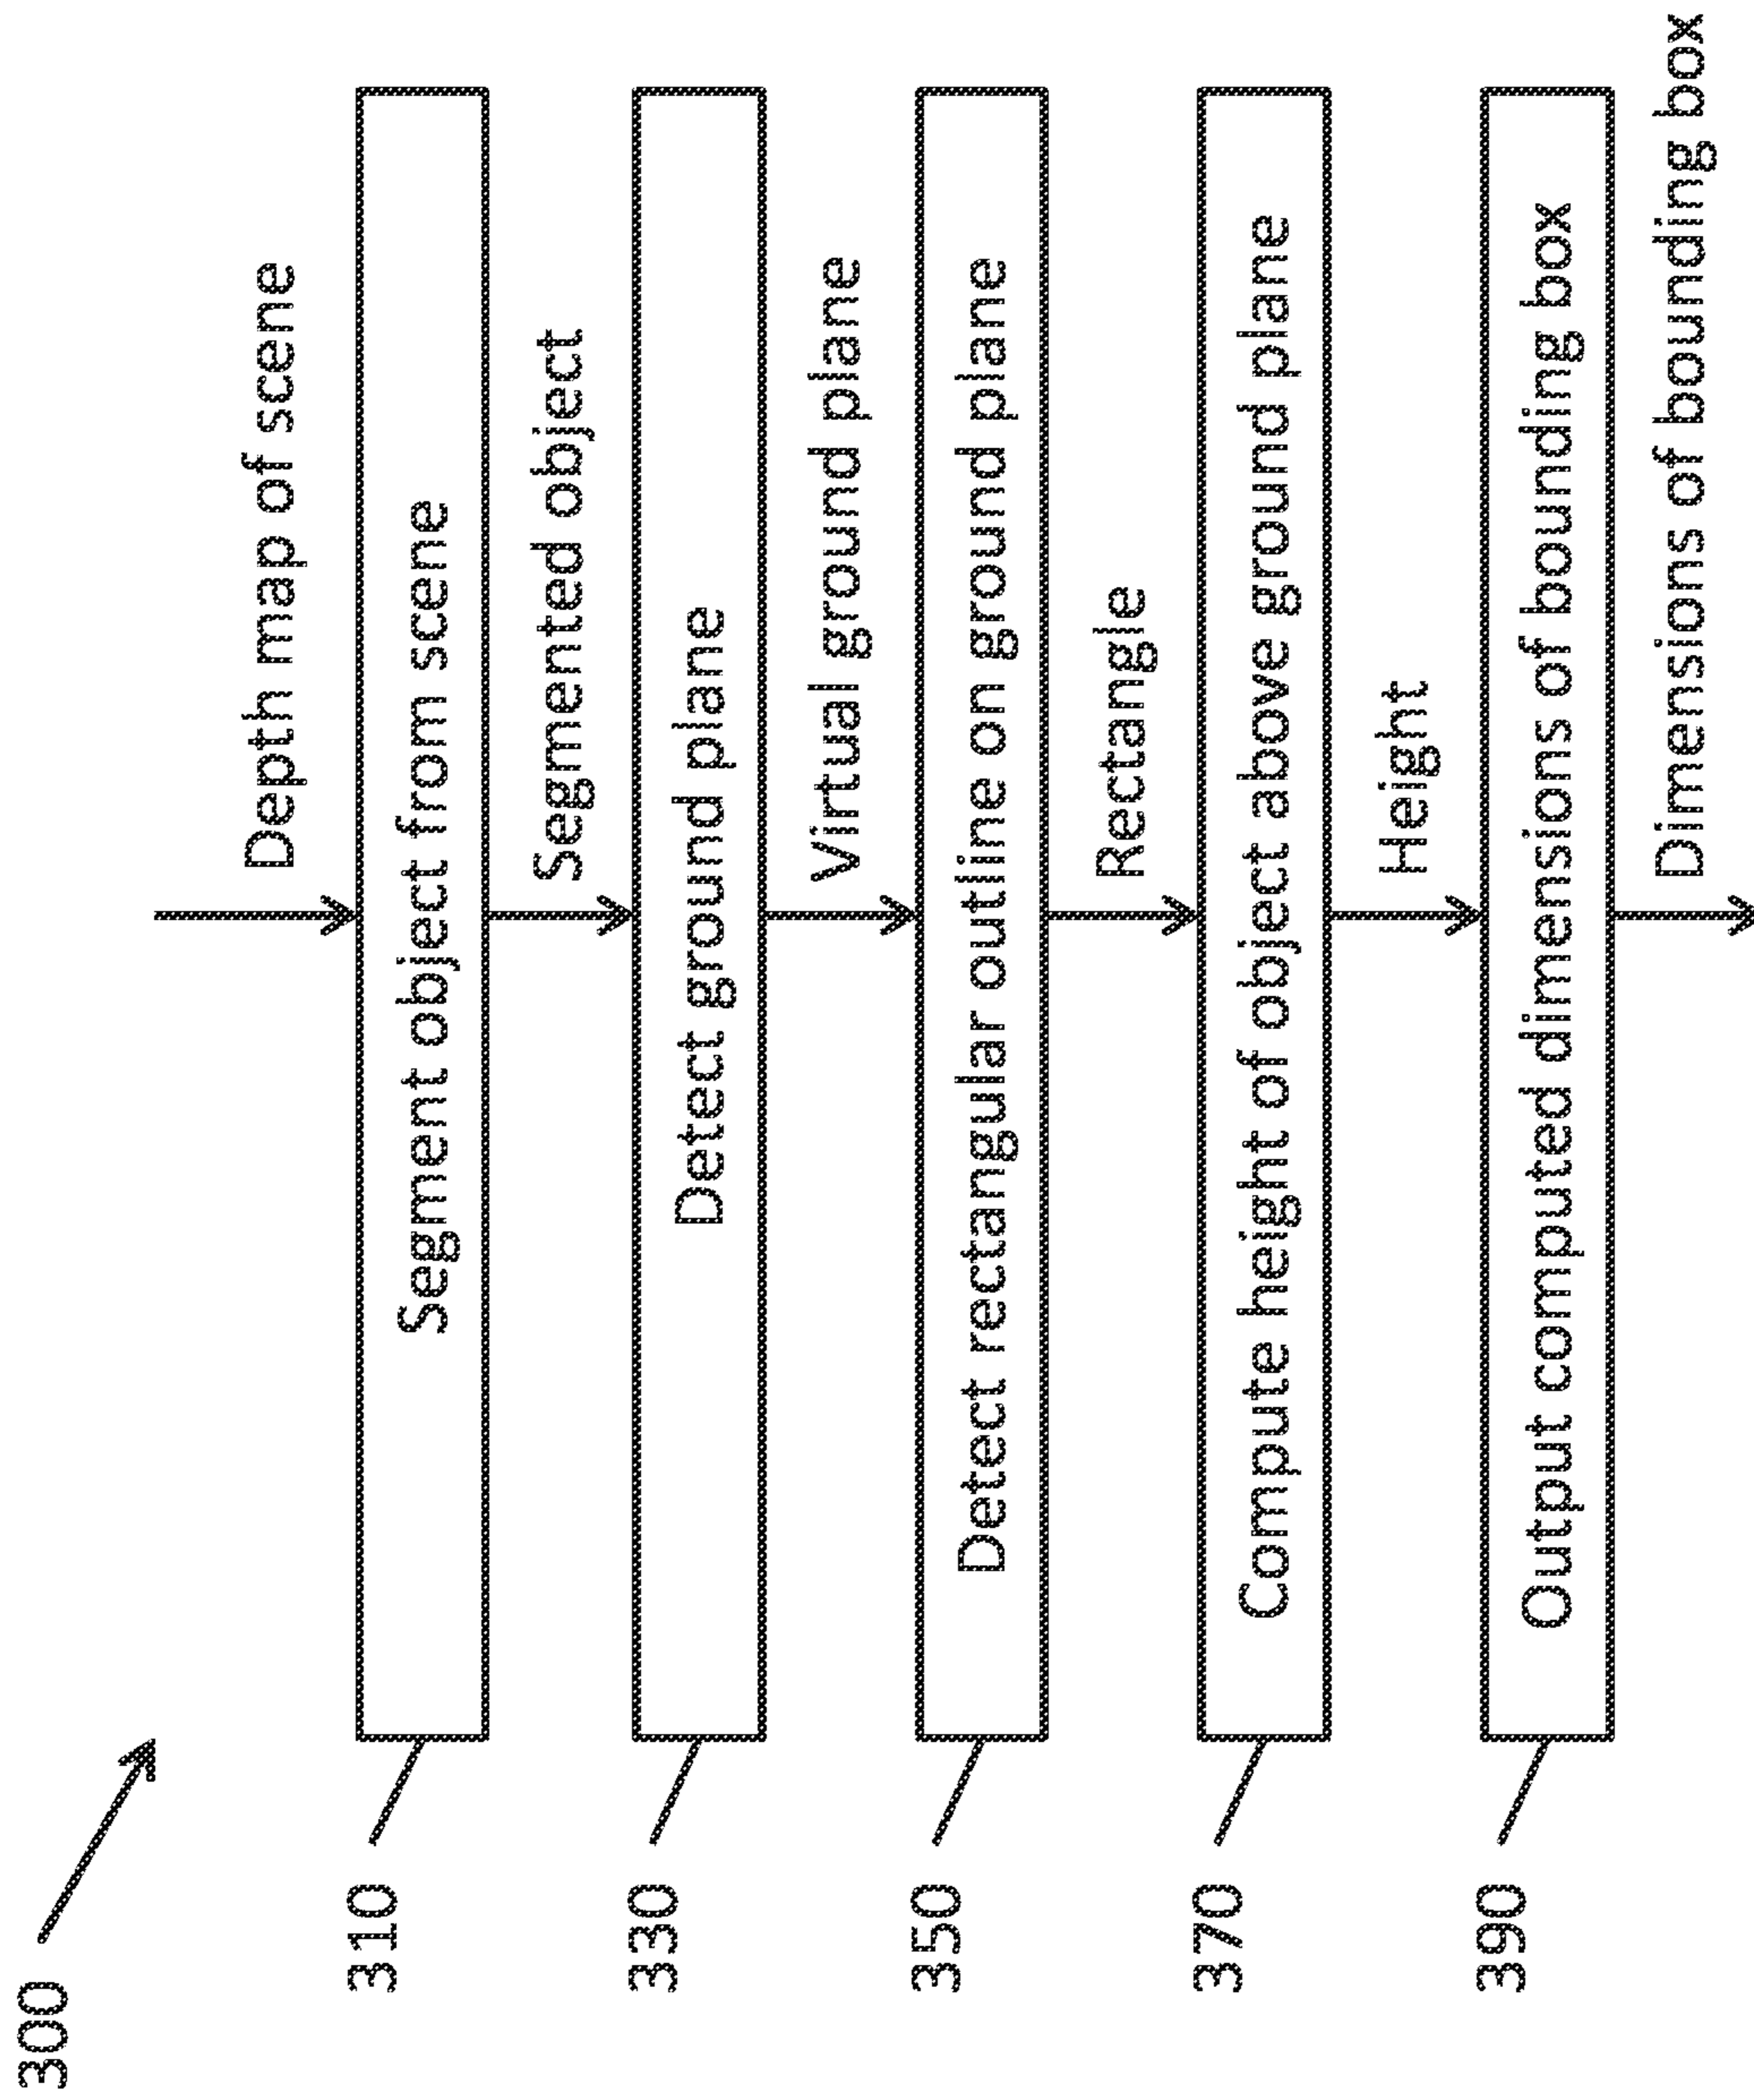 300
Depth map of scene
310
Segment object from scene
Segmented object
330
Detect ground plane
Virtual ground plane
350
Detect rectangular outline on ground plane
Rectangle
370
Compute height of object above ground plane
Height
390
Output computed dimensions of bounding box
Dimensions of bounding box